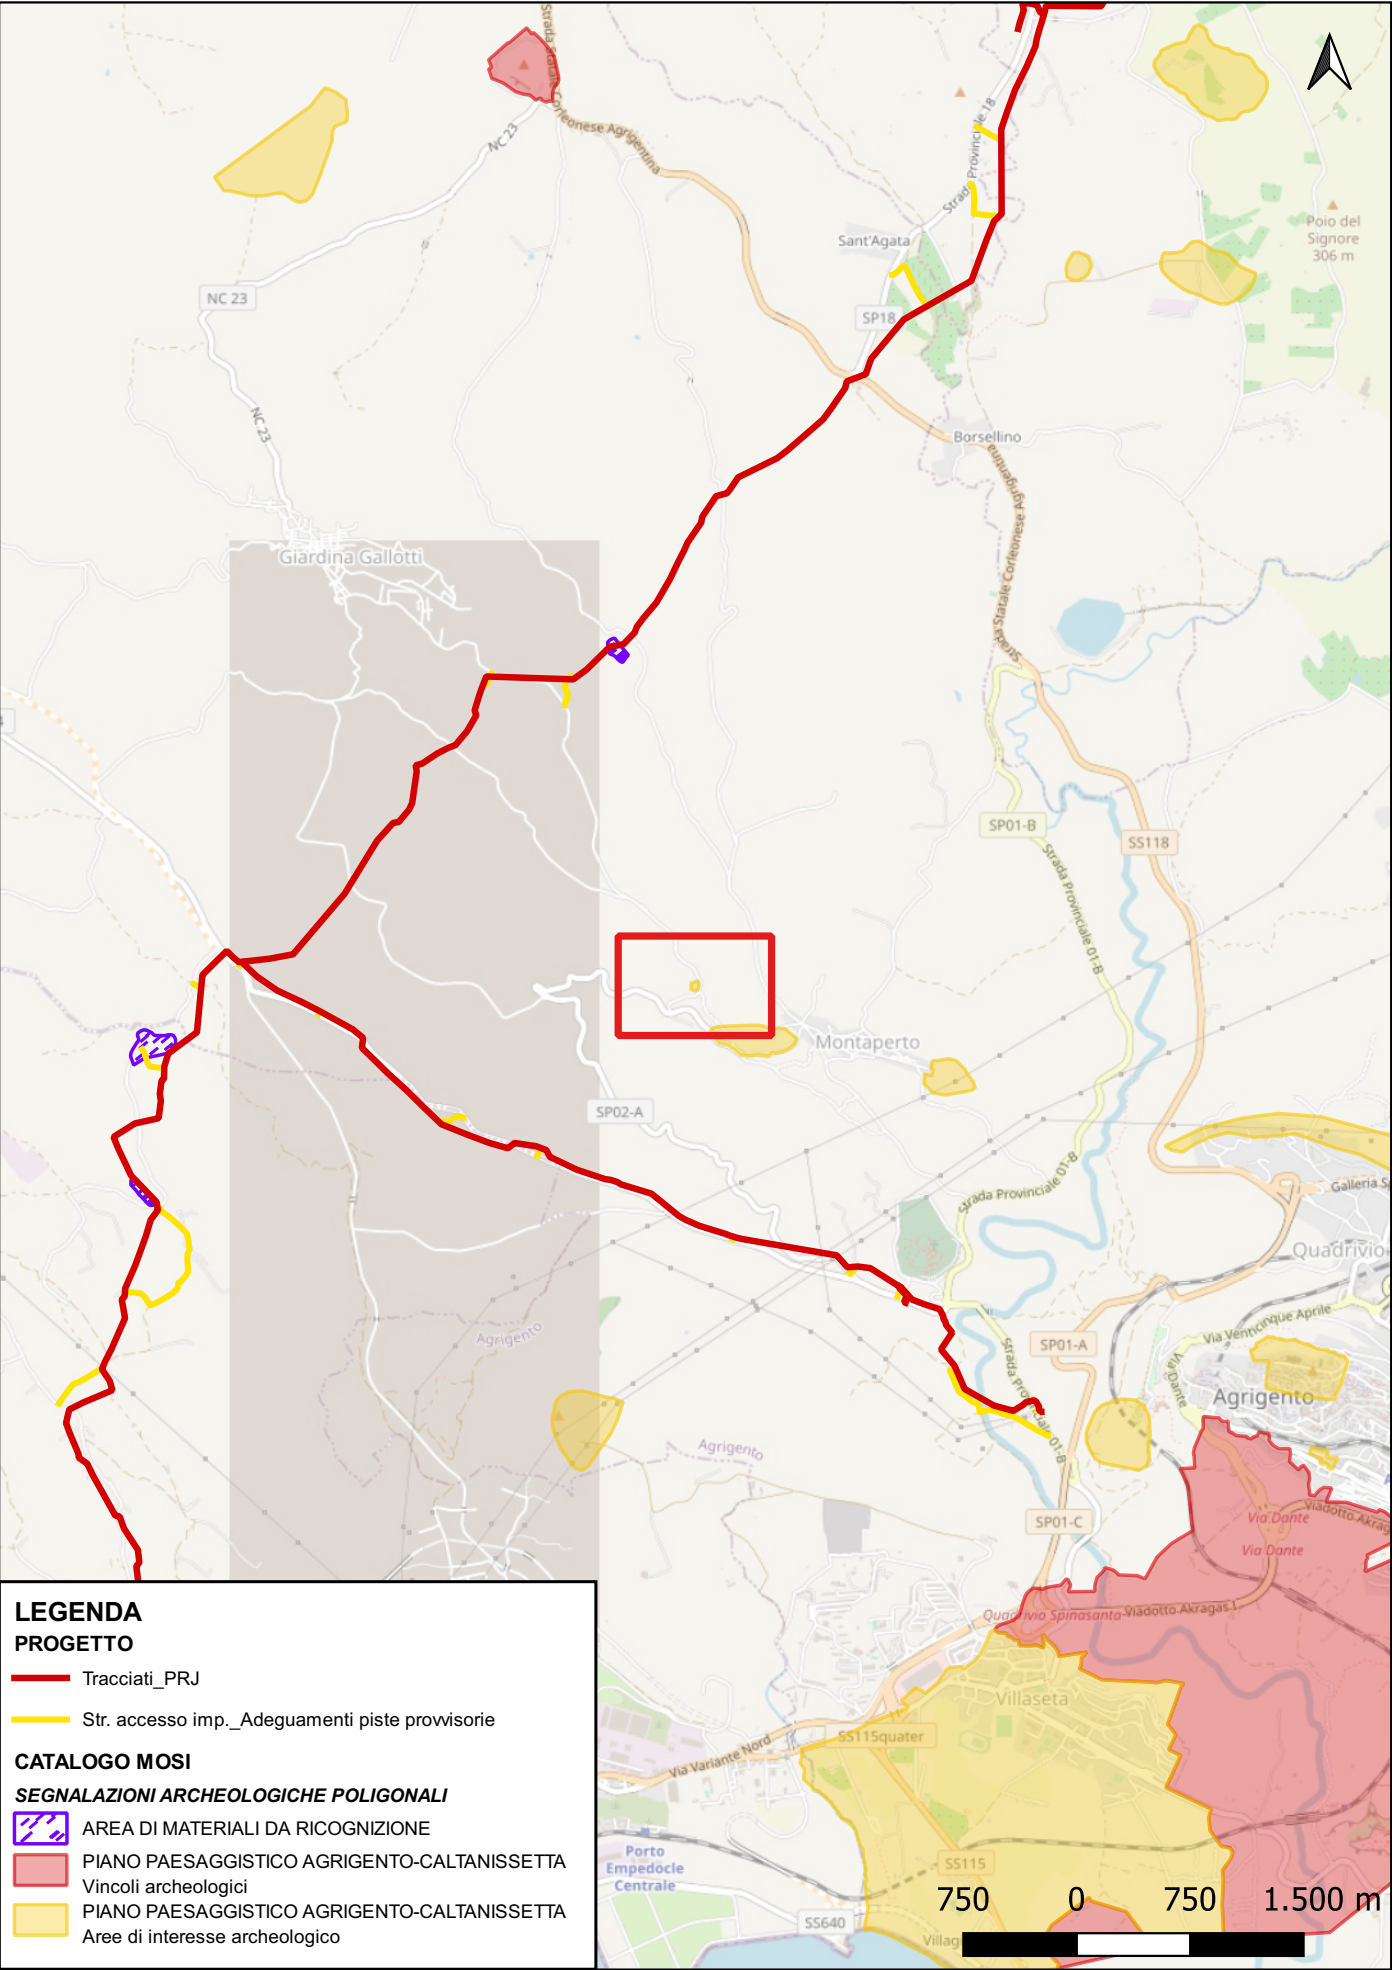 Strada Statale Corleonese Agrigentina
NC 23
Strada Provinciale 18
Sant'Agata
Poio del
Signore
306 m
NC 23
SP18
NC 23
Borsellino
Strada Statale Corleonese Agrigentina
Giardina Gallotti
SP01-B
SS118
Strada Provinciale 01-B
Montaperto
SP02-A
Strada Provinciale 01-B
Galleria S
Quadrivio
Agrigento
Via Venticinque Aprile
SP01-A
Via Dante
Strada Provinciale 01-B
Agrigento
Agrigento
SP01-C
Via Dante
Viadotto Akrag
Via Dante
Quadrivio Spinasanta
Viadotto Akragas I
Villaseta
SS115quater
Via Variante Nord
Porto
Empedocle
Centrale
SS115
SS640
Villag
750 0 750 1.500 m
LEGENDA
PROGETTO
Tracciati_PRJ
Str. accesso imp._Adeguamenti piste provvisorie
CATALOGO MOSI
SEGNALAZIONI ARCHEOLOGICHE POLIGONALI
AREA DI MATERIALI DA RICOGNIZIONE
PIANO PAESAGGISTICO AGRIGENTO-CALTANISSETTA
Vincoli archeologici
PIANO PAESAGGISTICO AGRIGENTO-CALTANISSETTA
Aree di interesse archeologico